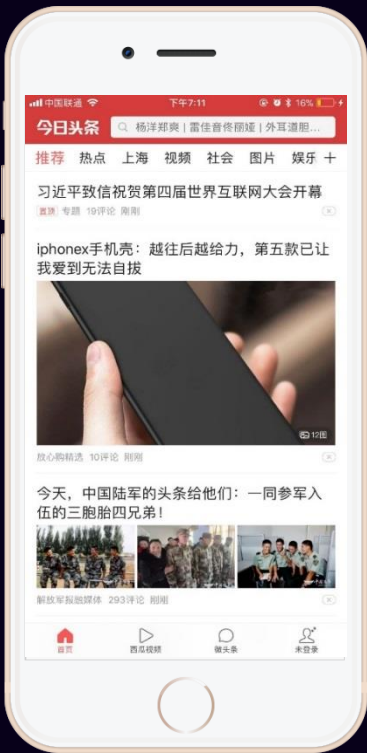 中国联通 下午7:11 16%
今日头条 杨洋郑爽 | 雷佳音佟丽娅 | 外耳道胆...
推荐 热点 上海 视频 社会 图片 娱乐 +
习近平致信祝贺第四届世界互联网大会开幕
置顶 专题 19评论 刚刚
iphonex手机壳：越往后越给力，第五款已让
我爱到无法自拔
12图
放心购精选 10评论 刚刚
今天，中国陆军的头条给他们：一同参军入
伍的三胞胎四兄弟！
解放军报融媒体 293评论 刚刚
首页 西瓜视频 微头条 未登录